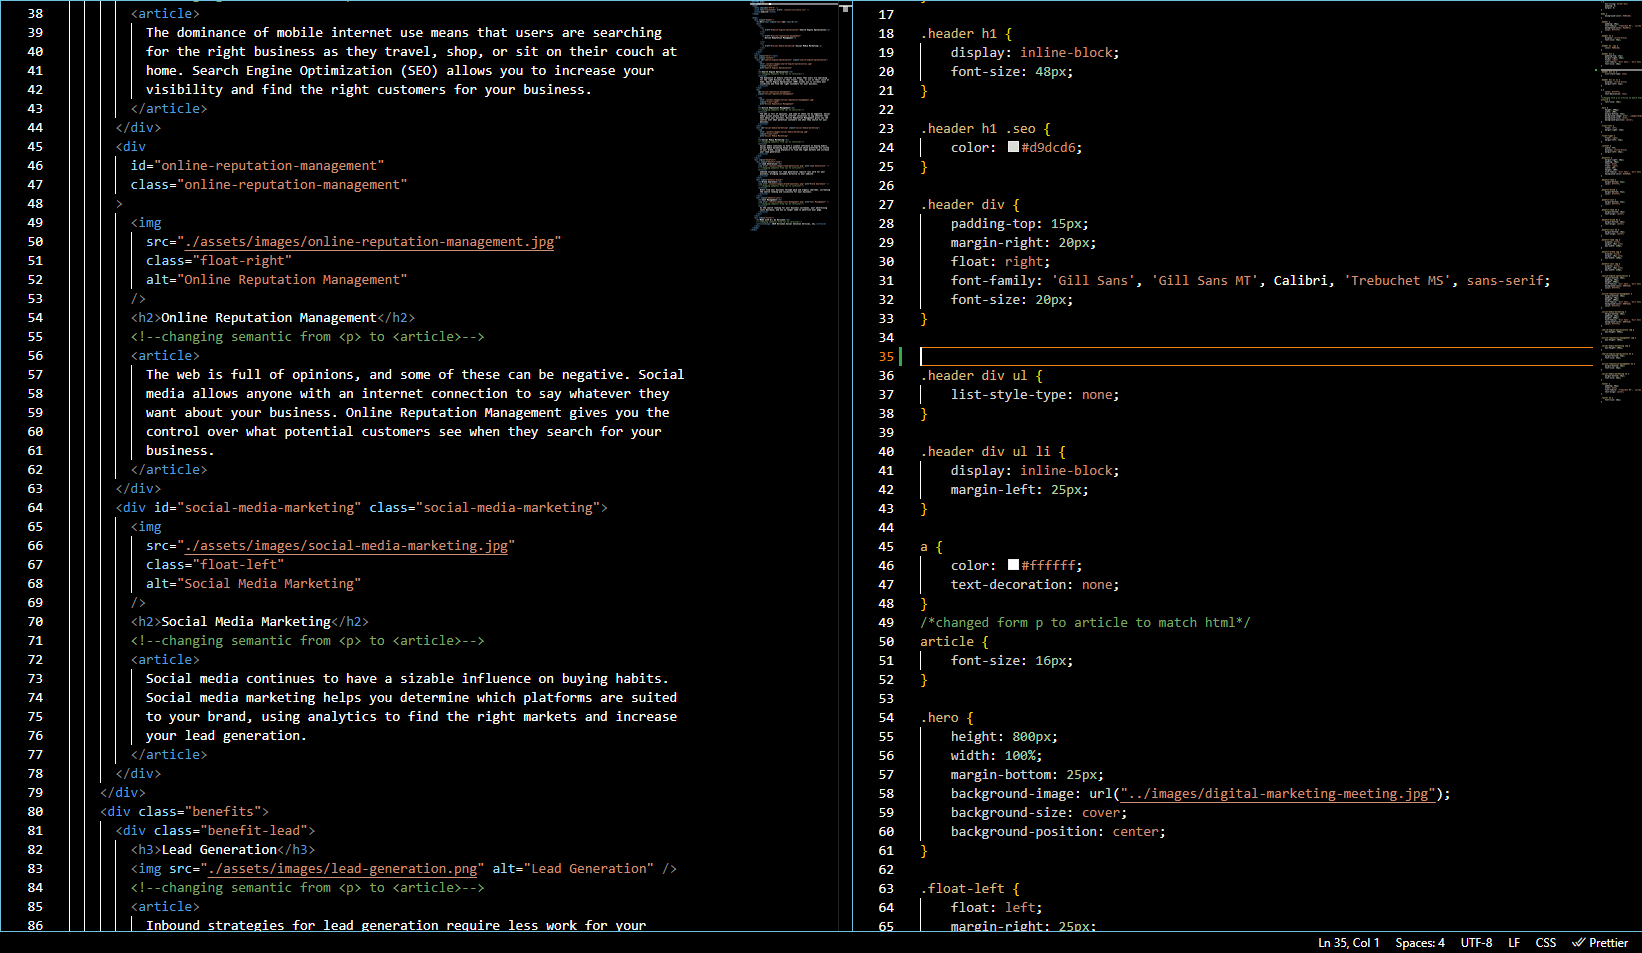 38 <article>
39 The dominance of mobile internet use means that users are searching
40 for the right business as they travel, shop, or sit on their couch at
41 home. Search Engine Optimization (SEO) allows you to increase your
42 visibility and find the right customers for your business.
43 </article>
44 </div>
45 <div
46 id="online-reputation-management"
47 class="online-reputation-management"
48 >
49 <img
50 src="./assets/images/online-reputation-management.jpg"
51 class="float-right"
52 alt="Online Reputation Management"
53 />
54 <h2>Online Reputation Management</h2>
55 <!--changing semantic from <p> to <article>-->
56 <article>
57 The web is full of opinions, and some of these can be negative. Social
58 media allows anyone with an internet connection to say whatever they
59 want about your business. Online Reputation Management gives you the
60 control over what potential customers see when they search for your
61 business.
62 </article>
63 </div>
64 <div id="social-media-marketing" class="social-media-marketing">
65 <img
66 src="./assets/images/social-media-marketing.jpg"
67 class="float-left"
68 alt="Social Media Marketing"
69 />
70 <h2>Social Media Marketing</h2>
71 <!--changing semantic from <p> to <article>-->
72 <article>
73 Social media continues to have a sizable influence on buying habits.
74 Social media marketing helps you determine which platforms are suited
75 to your brand, using analytics to find the right markets and increase
76 your lead generation.
77 </article>
78 </div>
79 </div>
80 <div class="benefits">
81 <div class="benefit-lead">
82 <h3>Lead Generation</h3>
83 <img src="./assets/images/lead-generation.png" alt="Lead Generation" />
84 <!--changing semantic from <p> to <article>-->
85 <article>
86 Inbound strategies for lead generation require less work for your
17
18 .header h1 {
19 display: inline-block;
20 font-size: 48px;
21 }
22
23 .header h1 .seo {
24 color: #d9dcd6;
25 }
26
27 .header div {
28 padding-top: 15px;
29 margin-right: 20px;
30 float: right;
31 font-family: 'Gill Sans', 'Gill Sans MT', Calibri, 'Trebuchet MS', sans-serif;
32 font-size: 20px;
33 }
34
35
36 .header div ul {
37 list-style-type: none;
38 }
39
40 .header div ul li {
41 display: inline-block;
42 margin-left: 25px;
43 }
44
45 a {
46 color: #ffffff;
47 text-decoration: none;
48 }
49 /*changed form p to article to match html*/
50 article {
51 font-size: 16px;
52 }
53
54 .hero {
55 height: 800px;
56 width: 100%;
57 margin-bottom: 25px;
58 background-image: url("../images/digital-marketing-meeting.jpg");
59 background-size: cover;
60 background-position: center;
61 }
62
63 .float-left {
64 float: left;
65 margin-right: 25px;
Ln 35, Col 1 Spaces: 4 UTF-8 LF CSS Prettier